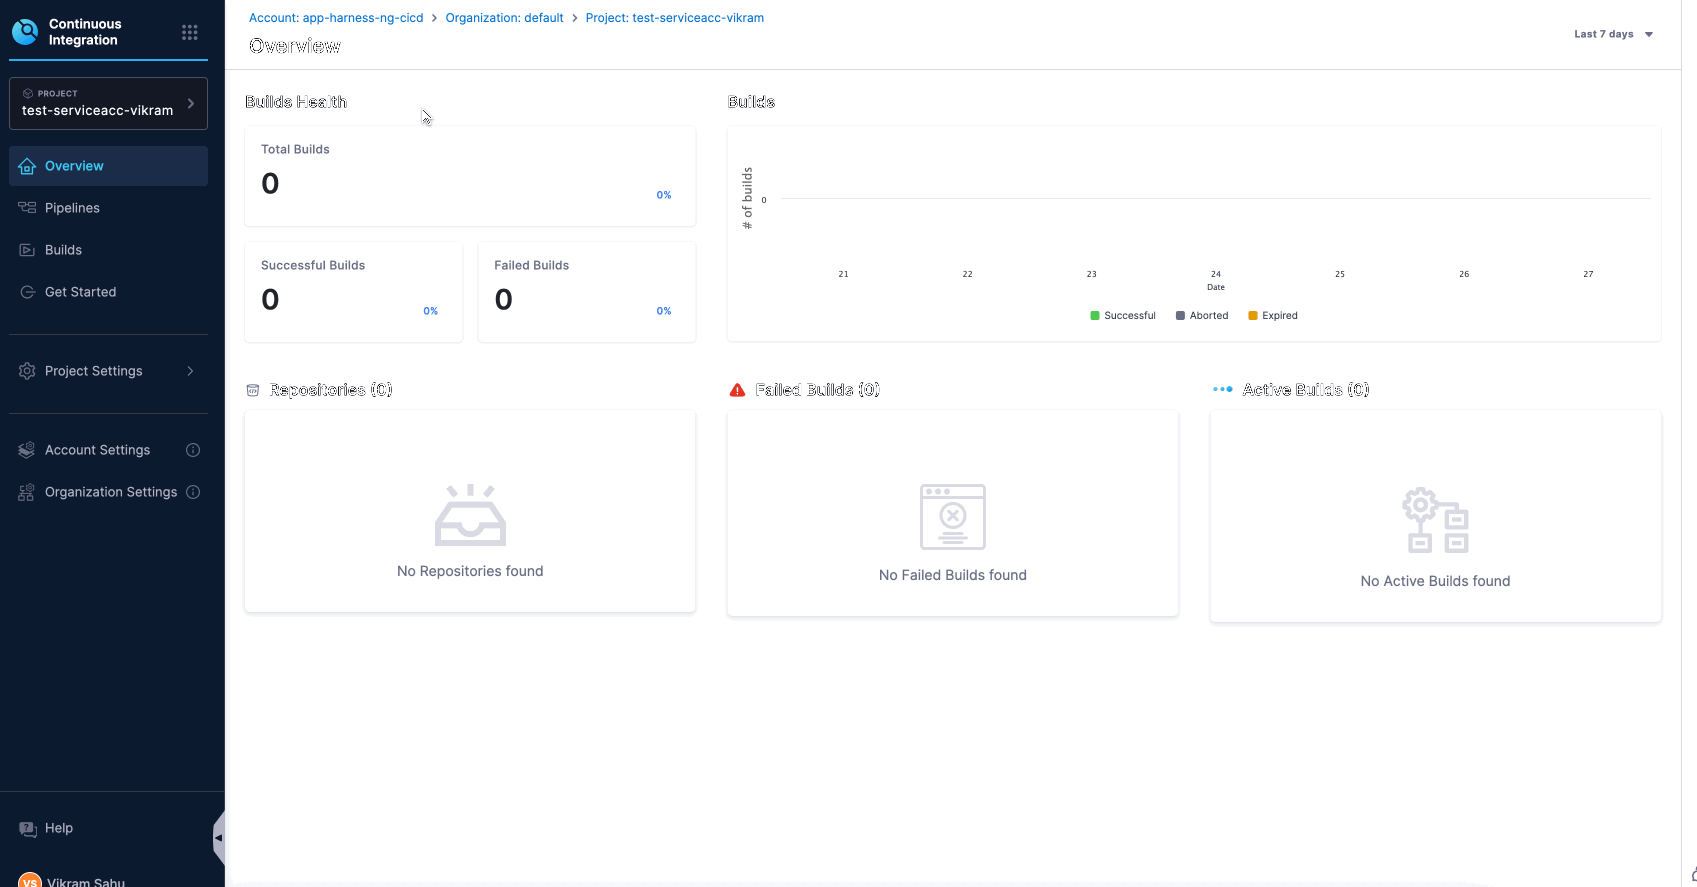 Continuous
Integration
PROJECT
test-serviceacc-vikram
Overview
Pipelines
Builds
Get Started
Project Settings
Account Settings
Organization Settings
Help
VS Vikram Sahu
Account: app-harness-ng-cicd > Organization: default > Project: test-serviceacc-vikram
Overview
Last 7 days
Builds Health
Total Builds
0
0%
Successful Builds
0
0%
Failed Builds
0
0%
Builds
# of builds
0
21 22 23 24 25 26 27
Date
Successful Aborted Expired
Repositories (0)
No Repositories found
Failed Builds (0)
No Failed Builds found
Active Builds (0)
No Active Builds found